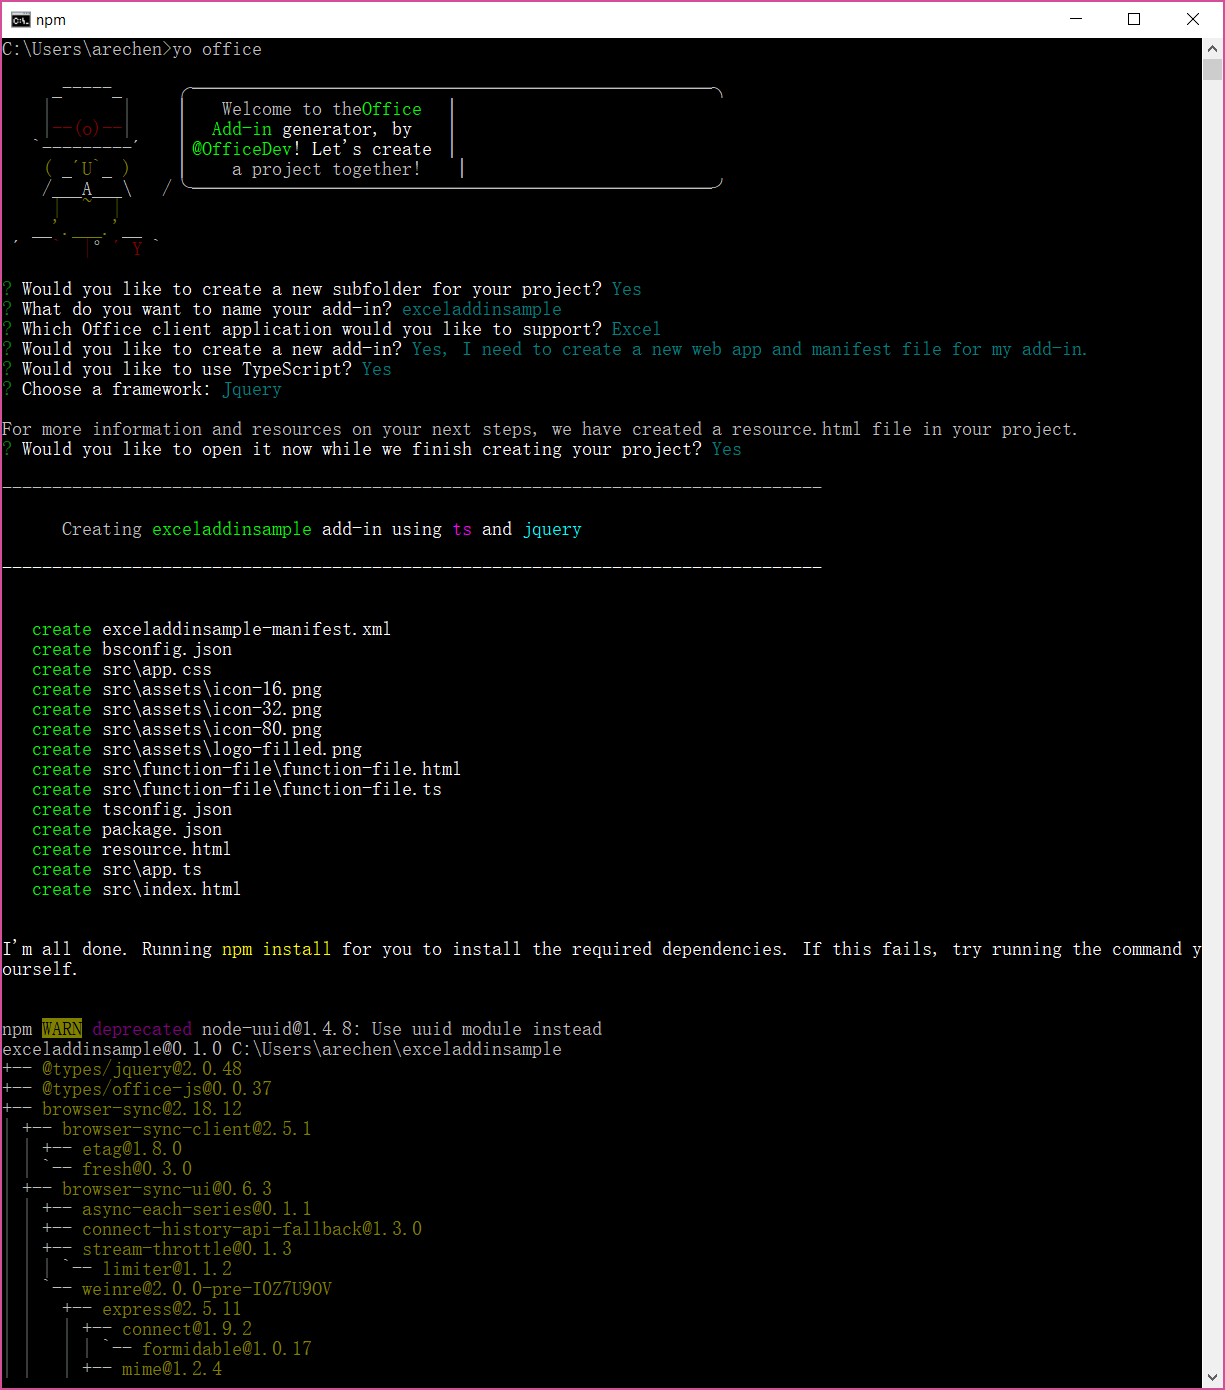 npm
C:\Users\arechen>yo office
Welcome to theOffice
--(o)--
Add-in generator, by
@OfficeDev! Let's create
( _´U`_ )
a project together!
/___A___\   /
|  ~  |
´   `  |° ´ Y `
? Would you like to create a new subfolder for your project? Yes
? What do you want to name your add-in? exceladdinsample
? Which Office client application would you like to support? Excel
? Would you like to create a new add-in? Yes, I need to create a new web app and manifest file for my add-in.
? Would you like to use TypeScript? Yes
? Choose a framework: Jquery
For more information and resources on your next steps, we have created a resource.html file in your project.
? Would you like to open it now while we finish creating your project? Yes
----------------------------------------------------------------------------------
Creating exceladdinsample add-in using ts and jquery
----------------------------------------------------------------------------------
create exceladdinsample-manifest.xml
create bsconfig.json
create src\app.css
create src\assets\icon-16.png
create src\assets\icon-32.png
create src\assets\icon-80.png
create src\assets\logo-filled.png
create src\function-file\function-file.html
create src\function-file\function-file.ts
create tsconfig.json
create package.json
create resource.html
create src\app.ts
create src\index.html
I'm all done. Running npm install for you to install the required dependencies. If this fails, try running the command y
ourself.
npm WARN deprecated node-uuid@1.4.8: Use uuid module instead
exceladdinsample@0.1.0 C:\Users\arechen\exceladdinsample
+-- @types/jquery@2.0.48
+-- @types/office-js@0.0.37
+-- browser-sync@2.18.12
| +-- browser-sync-client@2.5.1
| | +-- etag@1.8.0
| | `-- fresh@0.3.0
| +-- browser-sync-ui@0.6.3
| | +-- async-each-series@0.1.1
| | +-- connect-history-api-fallback@1.3.0
| | +-- stream-throttle@0.1.3
| | | `-- limiter@1.1.2
| | `-- weinre@2.0.0-pre-I0Z7U9OV
| |   +-- express@2.5.11
| |   | +-- connect@1.9.2
| |   | | `-- formidable@1.0.17
| |   | +-- mime@1.2.4